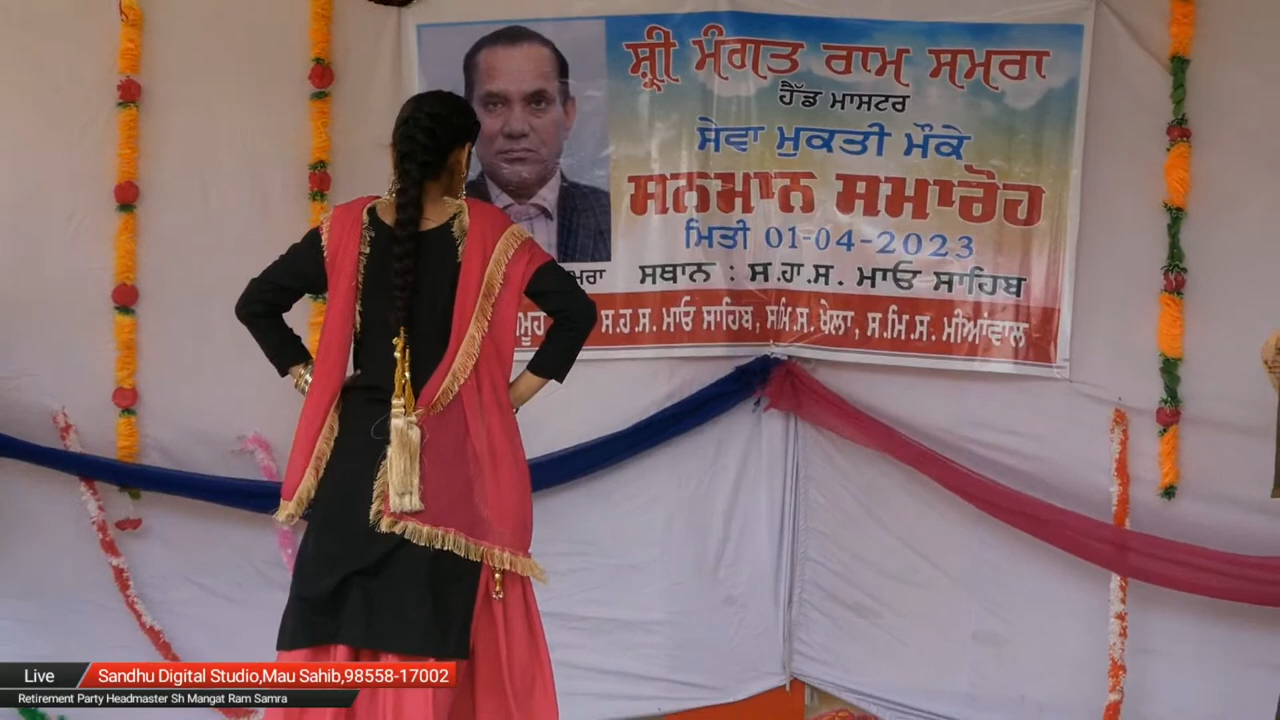 ਸ਼੍ਰੀ ਮੰਗਤ ਰਾਮ ਸਮਰਾ
ਹੈੱਡ ਮਾਸਟਰ
ਸੇਵਾ ਮੁਕਤੀ ਮੌਕੇ
ਸਨਮਾਨ ਸਮਾਰੋਹ
ਮਿਤੀ 01-04-2023
ਸਥਾਨ : ਸ.ਹਾ.ਸ. ਮਾਓ ਸਾਹਿਬ
ਸ.ਹ.ਸ. ਮਾਓ ਸਾਹਿਬ, ਸ.ਮਿ.ਸ. ਖੇਲਾ, ਸ.ਮਿ.ਸ. ਮੀਆਂਵਾਲ
Live Sandhu Digital Studio,Mau Sahib,98558-17002
Retirement Party Headmaster Sh Mangat Ram Samra